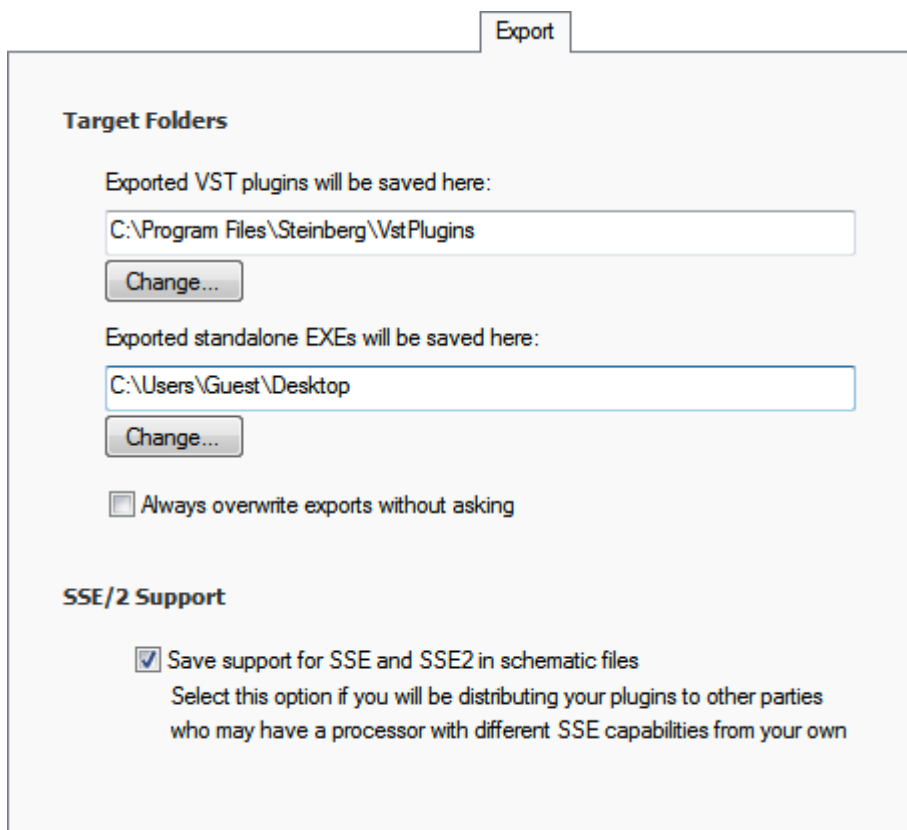 Export
Target Folders
Exported VST plugins will be saved here:
C:\Program Files\Steinberg\VstPlugins
Change...
Exported standalone EXEs will be saved here:
C:\Users\Guest\Desktop
Change...
Always overwrite exports without asking
SSE/2 Support
Save support for SSE and SSE2 in schematic files
Select this option if you will be distributing your plugins to other parties
who may have a processor with different SSE capabilities from your own